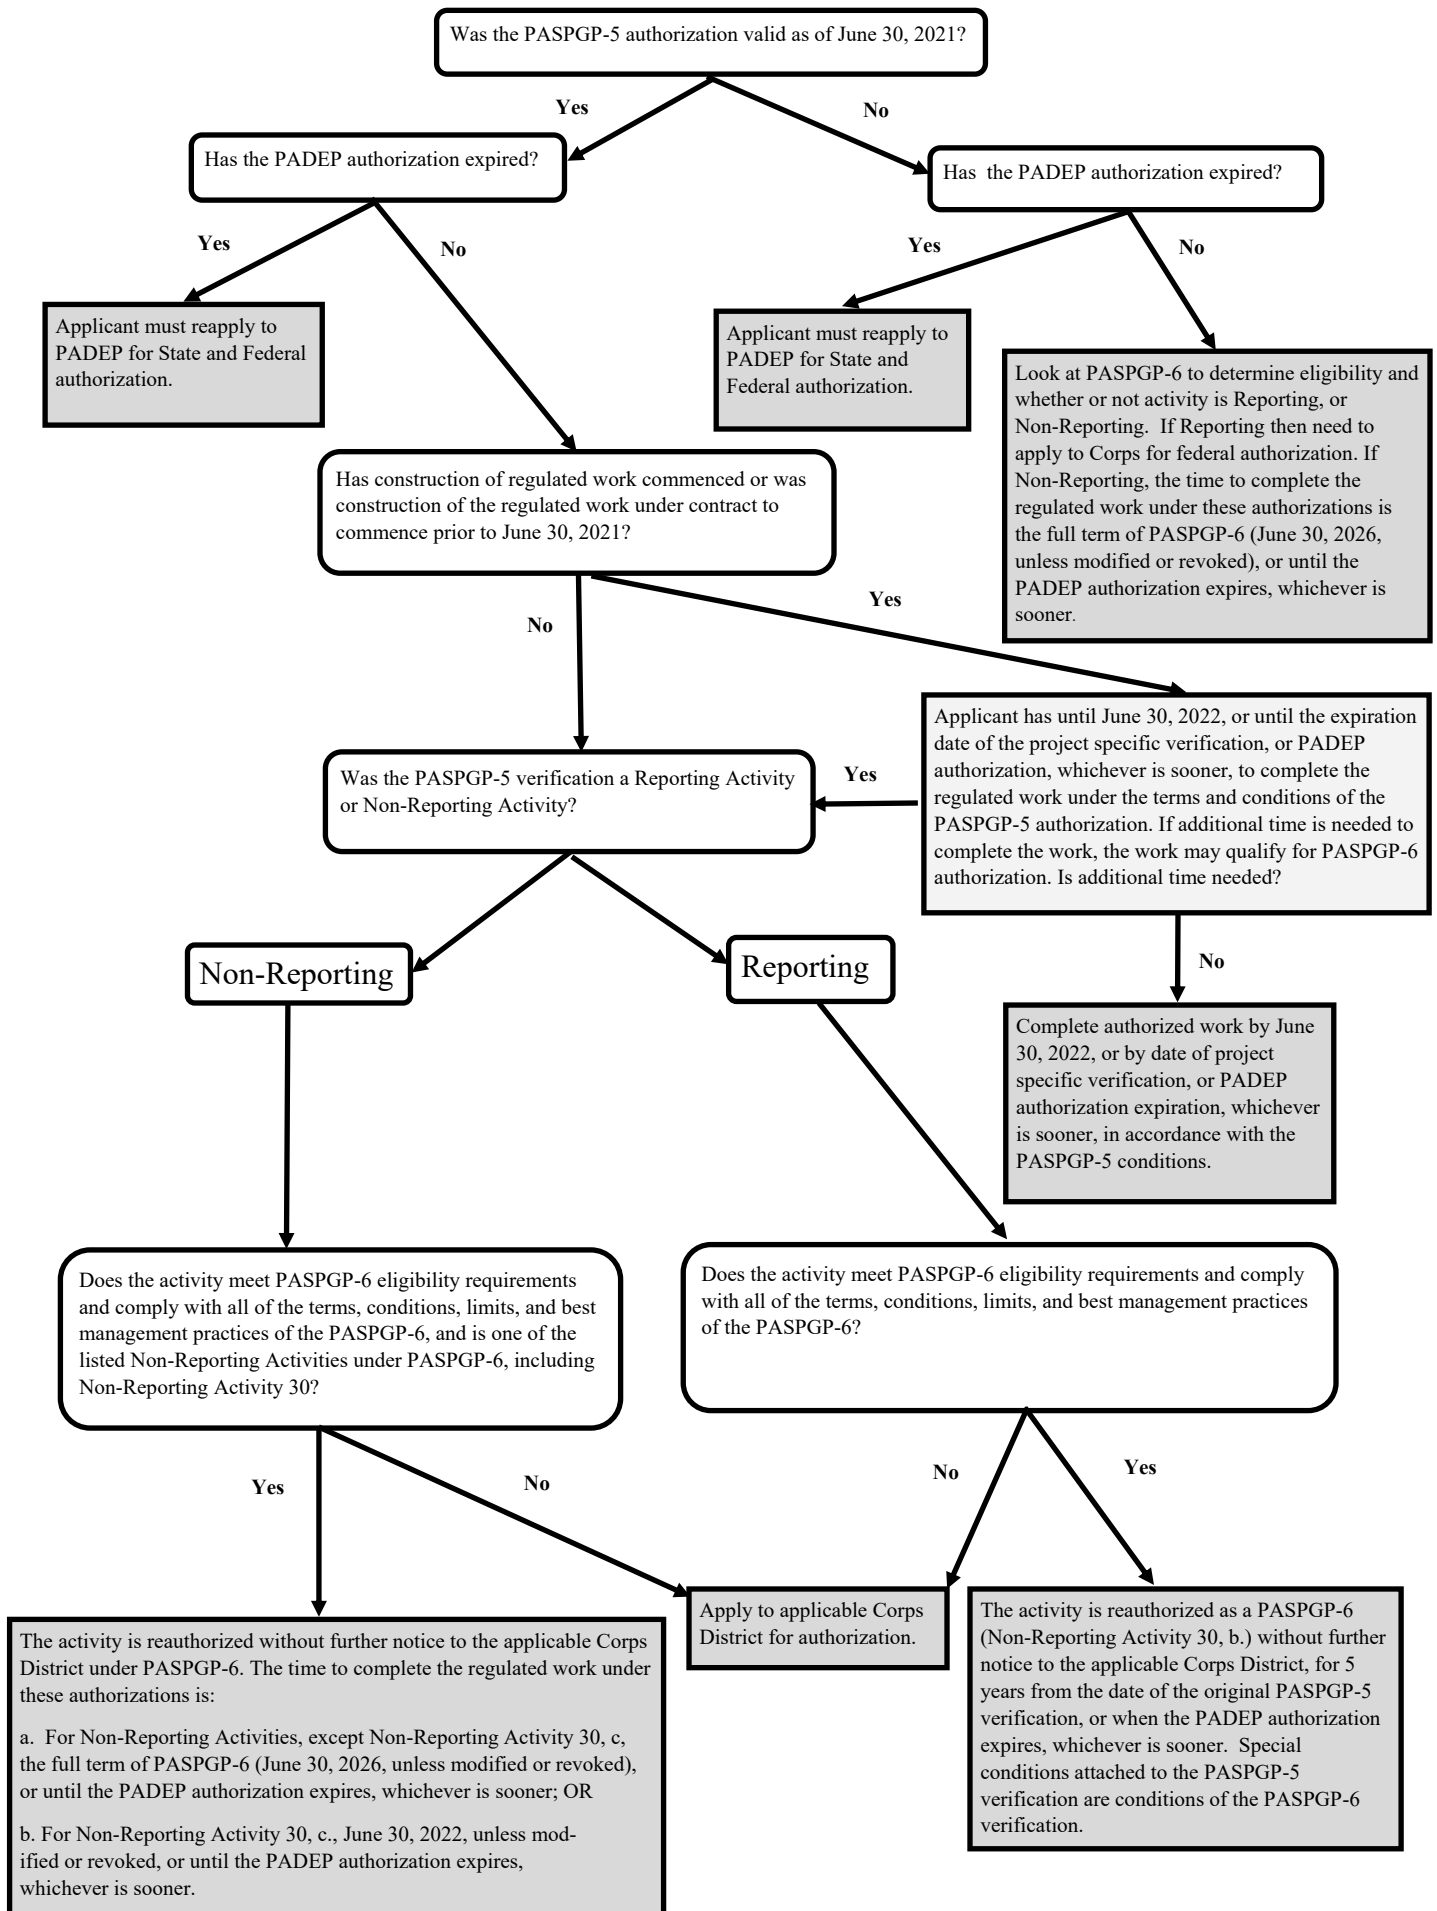 Was the PASPGP-5 authorization valid as of June 30, 2021?
Yes
No
Has the PADEP authorization expired?
Has  the PADEP authorization expired?
Yes
No
Yes
No
Applicant must reapply to
PADEP for State and Federal
authorization.
Applicant must reapply to
PADEP for State and
Federal authorization.
Look at PASPGP-6 to determine eligibility and
whether or not activity is Reporting, or
Non-Reporting.  If Reporting then need to
apply to Corps for federal authorization. If
Non-Reporting, the time to complete the
regulated work under these authorizations is
the full term of PASPGP-6 (June 30, 2026,
unless modified or revoked), or until the
PADEP authorization expires, whichever is
sooner.
Has construction of regulated work commenced or was
construction of the regulated work under contract to
commence prior to June 30, 2021?
No
Yes
Applicant has until June 30, 2022, or until the expiration
date of the project specific verification, or PADEP
authorization, whichever is sooner, to complete the
regulated work under the terms and conditions of the
PASPGP-5 authorization. If additional time is needed to
complete the work, the work may qualify for PASPGP-6
authorization. Is additional time needed?
Yes
Was the PASPGP-5 verification a Reporting Activity
or Non-Reporting Activity?
No
Non-Reporting
Reporting
Complete authorized work by June
30, 2022, or by date of project
specific verification, or PADEP
authorization expiration, whichever
is sooner, in accordance with the
PASPGP-5 conditions.
Does the activity meet PASPGP-6 eligibility requirements
and comply with all of the terms, conditions, limits, and best
management practices of the PASPGP-6, and is one of the
listed Non-Reporting Activities under PASPGP-6, including
Non-Reporting Activity 30?
Does the activity meet PASPGP-6 eligibility requirements and comply
with all of the terms, conditions, limits, and best management practices
of the PASPGP-6?
Yes
No
No
Yes
The activity is reauthorized without further notice to the applicable Corps
District under PASPGP-6. The time to complete the regulated work under
these authorizations is:
a.  For Non-Reporting Activities, except Non-Reporting Activity 30, c,
the full term of PASPGP-6 (June 30, 2026, unless modified or revoked),
or until the PADEP authorization expires, whichever is sooner; OR
b. For Non-Reporting Activity 30, c., June 30, 2022, unless mod-
ified or revoked, or until the PADEP authorization expires,
whichever is sooner.
Apply to applicable Corps
District for authorization.
The activity is reauthorized as a PASPGP-6
(Non-Reporting Activity 30, b.) without further
notice to the applicable Corps District, for 5
years from the date of the original PASPGP-5
verification, or when the PADEP authorization
expires, whichever is sooner.  Special
conditions attached to the PASPGP-5
verification are conditions of the PASPGP-6
verification.